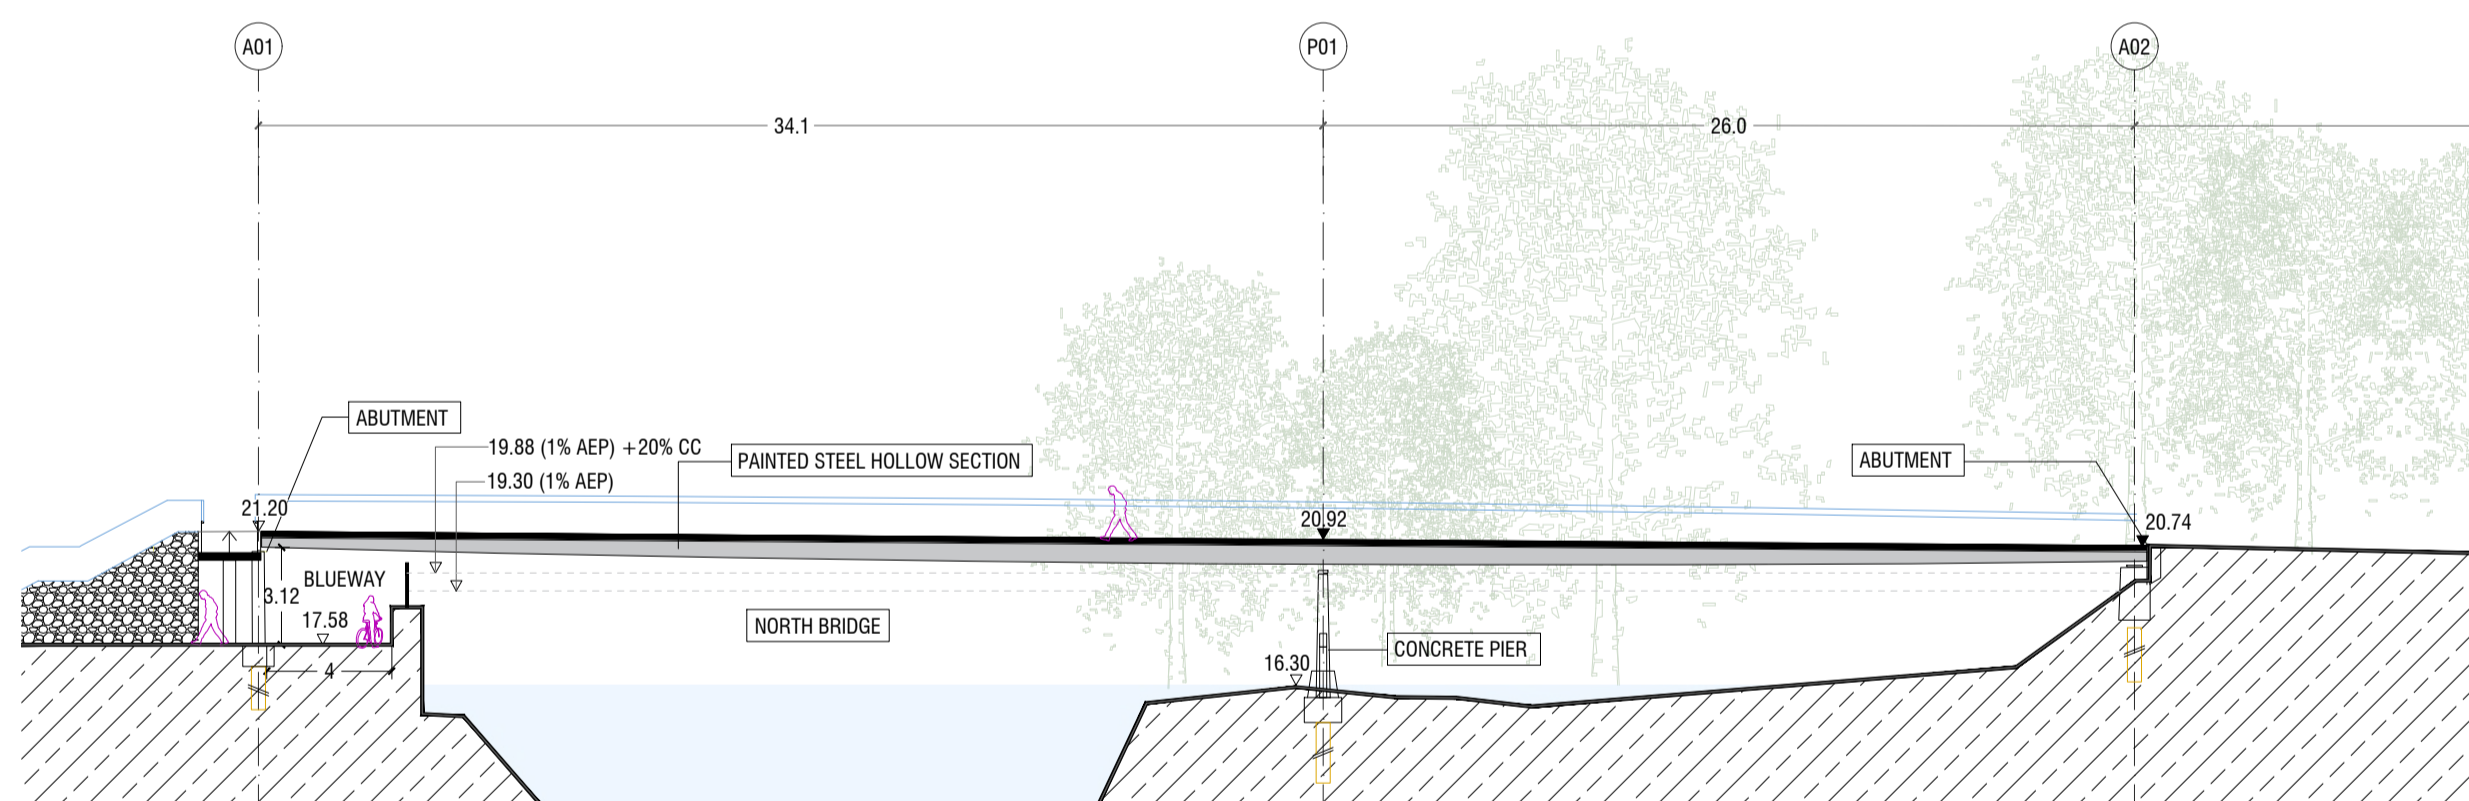 A01
P01
A02
34.1
26.0
ABUTMENT
19.88 (1% AEP) +20% CC
PAINTED STEEL HOLLOW SECTION
ABUTMENT
19.30 (1% AEP)
21.20
20.92
20.74
BLUEWAY
3.12
17.58
NORTH BRIDGE
CONCRETE PIER
16.30
4